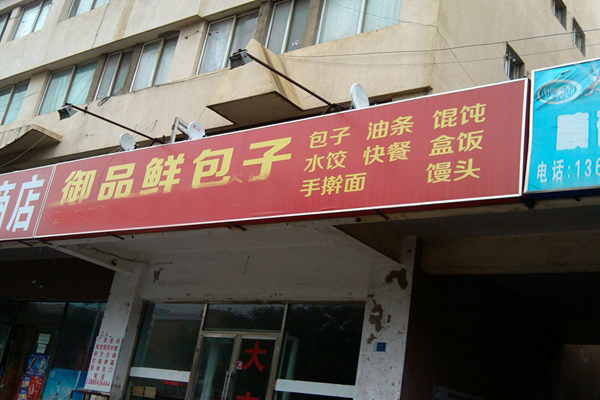 商店
御品鲜包子
包子 油条 馄饨
水饺 快餐 盒饭
手擀面 馒头
电话:136
大